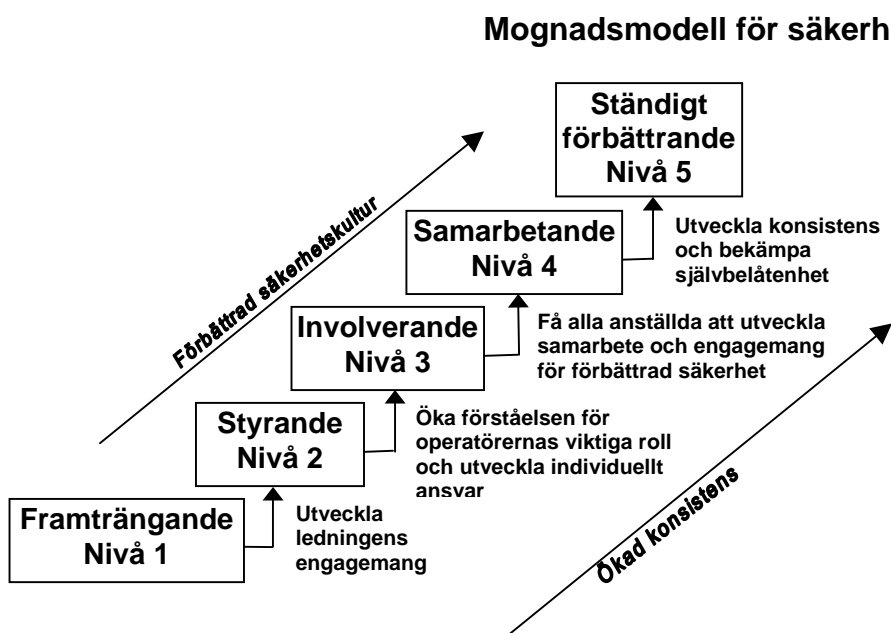 Mognadsmodell för säkerh
Ständigt
förbättrande
Nivå 5
Förbättrad säkerhetskultur
Samarbetande
Nivå 4
Utveckla konsistens
och bekämpa
självbelåtenhet
Involverande
Nivå 3
Få alla anställda att utveckla
samarbete och engagemang
för förbättrad säkerhet
Styrande
Nivå 2
Öka förståelsen för
operatörernas viktiga roll
och utveckla individuellt
ansvar
Framträngande
Nivå 1
Utveckla
ledningens
engagemang
Ökad konsistens